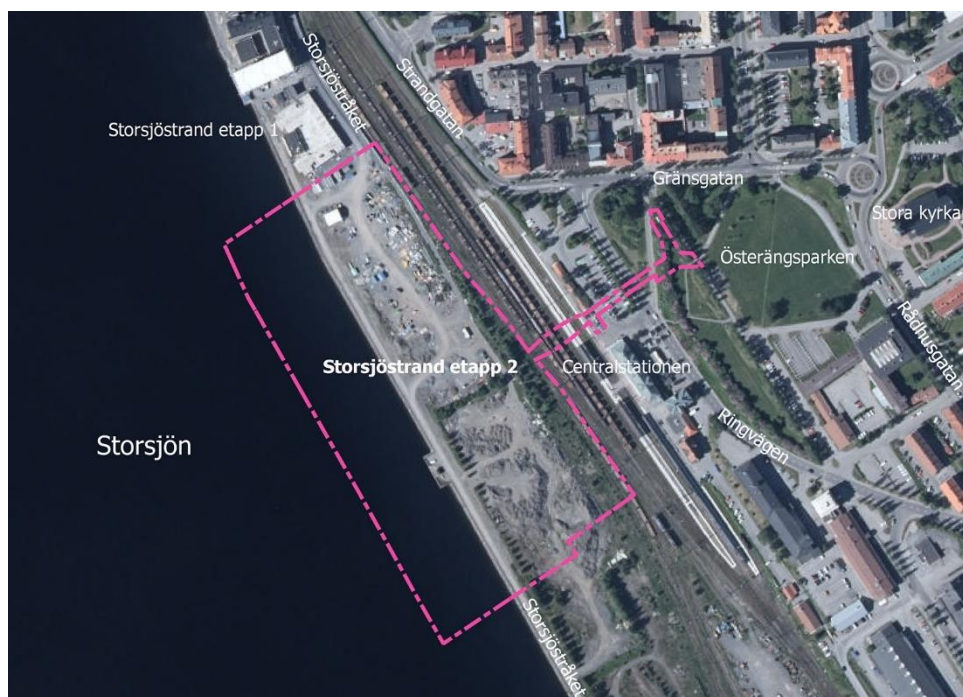 Storsjöstråket
Strandgatan
Storsjöstrand etapp 1
Gränsgatan
Stora kyrkan
Österängsparken
Rådhusgatan
Storsjöstrand etapp 2
Centralstationen
Ringvägen
Storsjön
Storsjöstråket